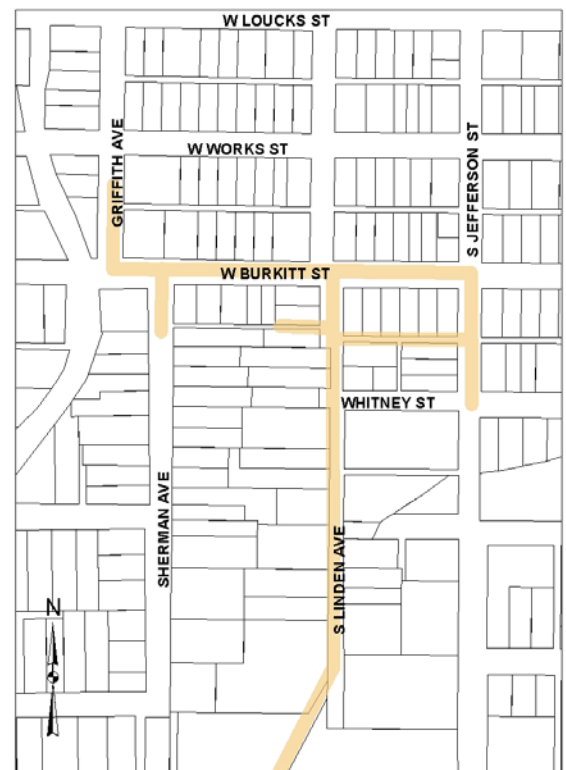 W LOUCKS ST
GRIFFITH AVE
W WORKS ST
S JEFFERSON ST
W BURKITT ST
WHITNEY ST
SHERMAN AVE
S LINDEN AVE
N